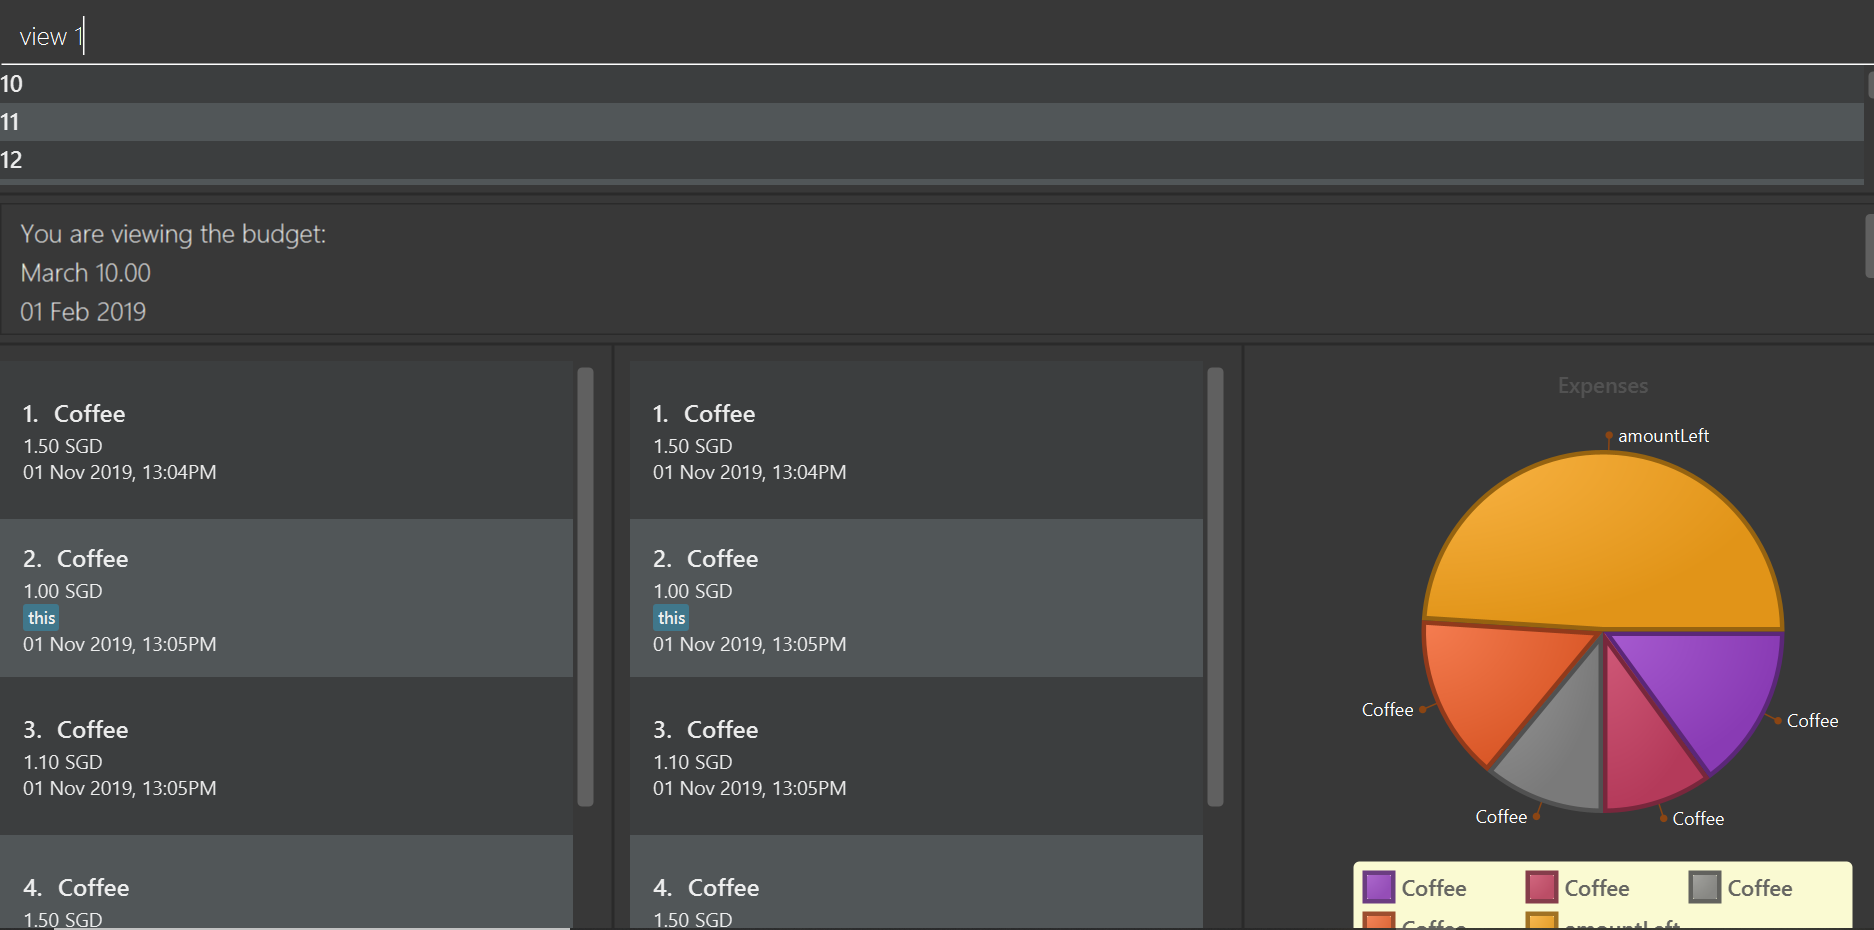 view 1
10
11
12
You are viewing the budget:
March 10.00
01 Feb 2019
1. Coffee
1.50 SGD
01 Nov 2019, 13:04PM
2. Coffee
1.00 SGD
this
01 Nov 2019, 13:05PM
3. Coffee
1.10 SGD
01 Nov 2019, 13:05PM
4. Coffee
1.50 SGD
1. Coffee
1.50 SGD
01 Nov 2019, 13:04PM
2. Coffee
1.00 SGD
this
01 Nov 2019, 13:05PM
3. Coffee
1.10 SGD
01 Nov 2019, 13:05PM
4. Coffee
1.50 SGD
Expenses
amountLeft
Coffee
Coffee
Coffee
Coffee
Coffee Coffee Coffee
Coffee amountLeft